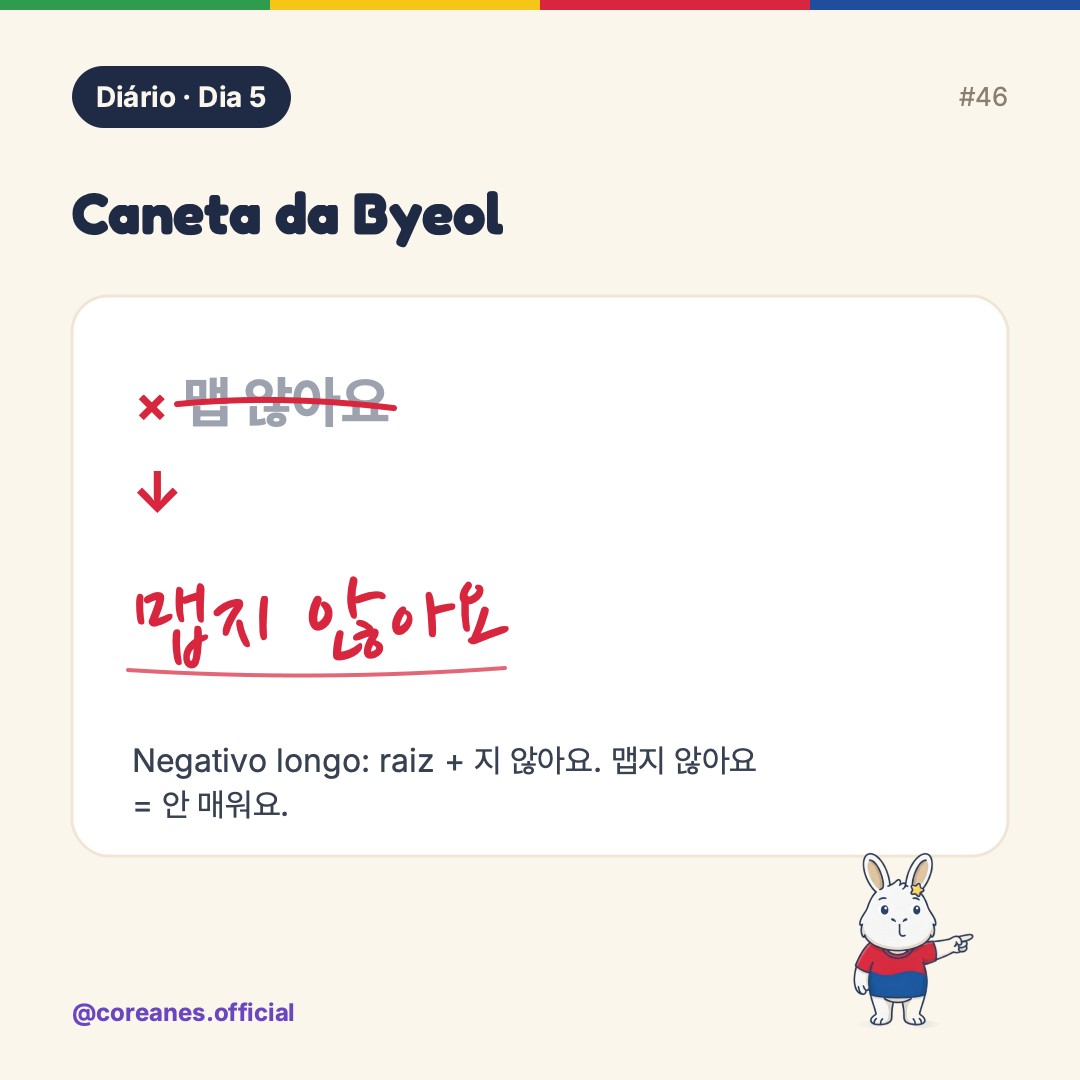 Diário · Dia 5
#46
Caneta da Byeol
× 맵 않아요
↓
맵지 않아요
Negativo longo: raiz + 지 않아요. 맵지 않아요
= 안 매워요.
@coreanes.official